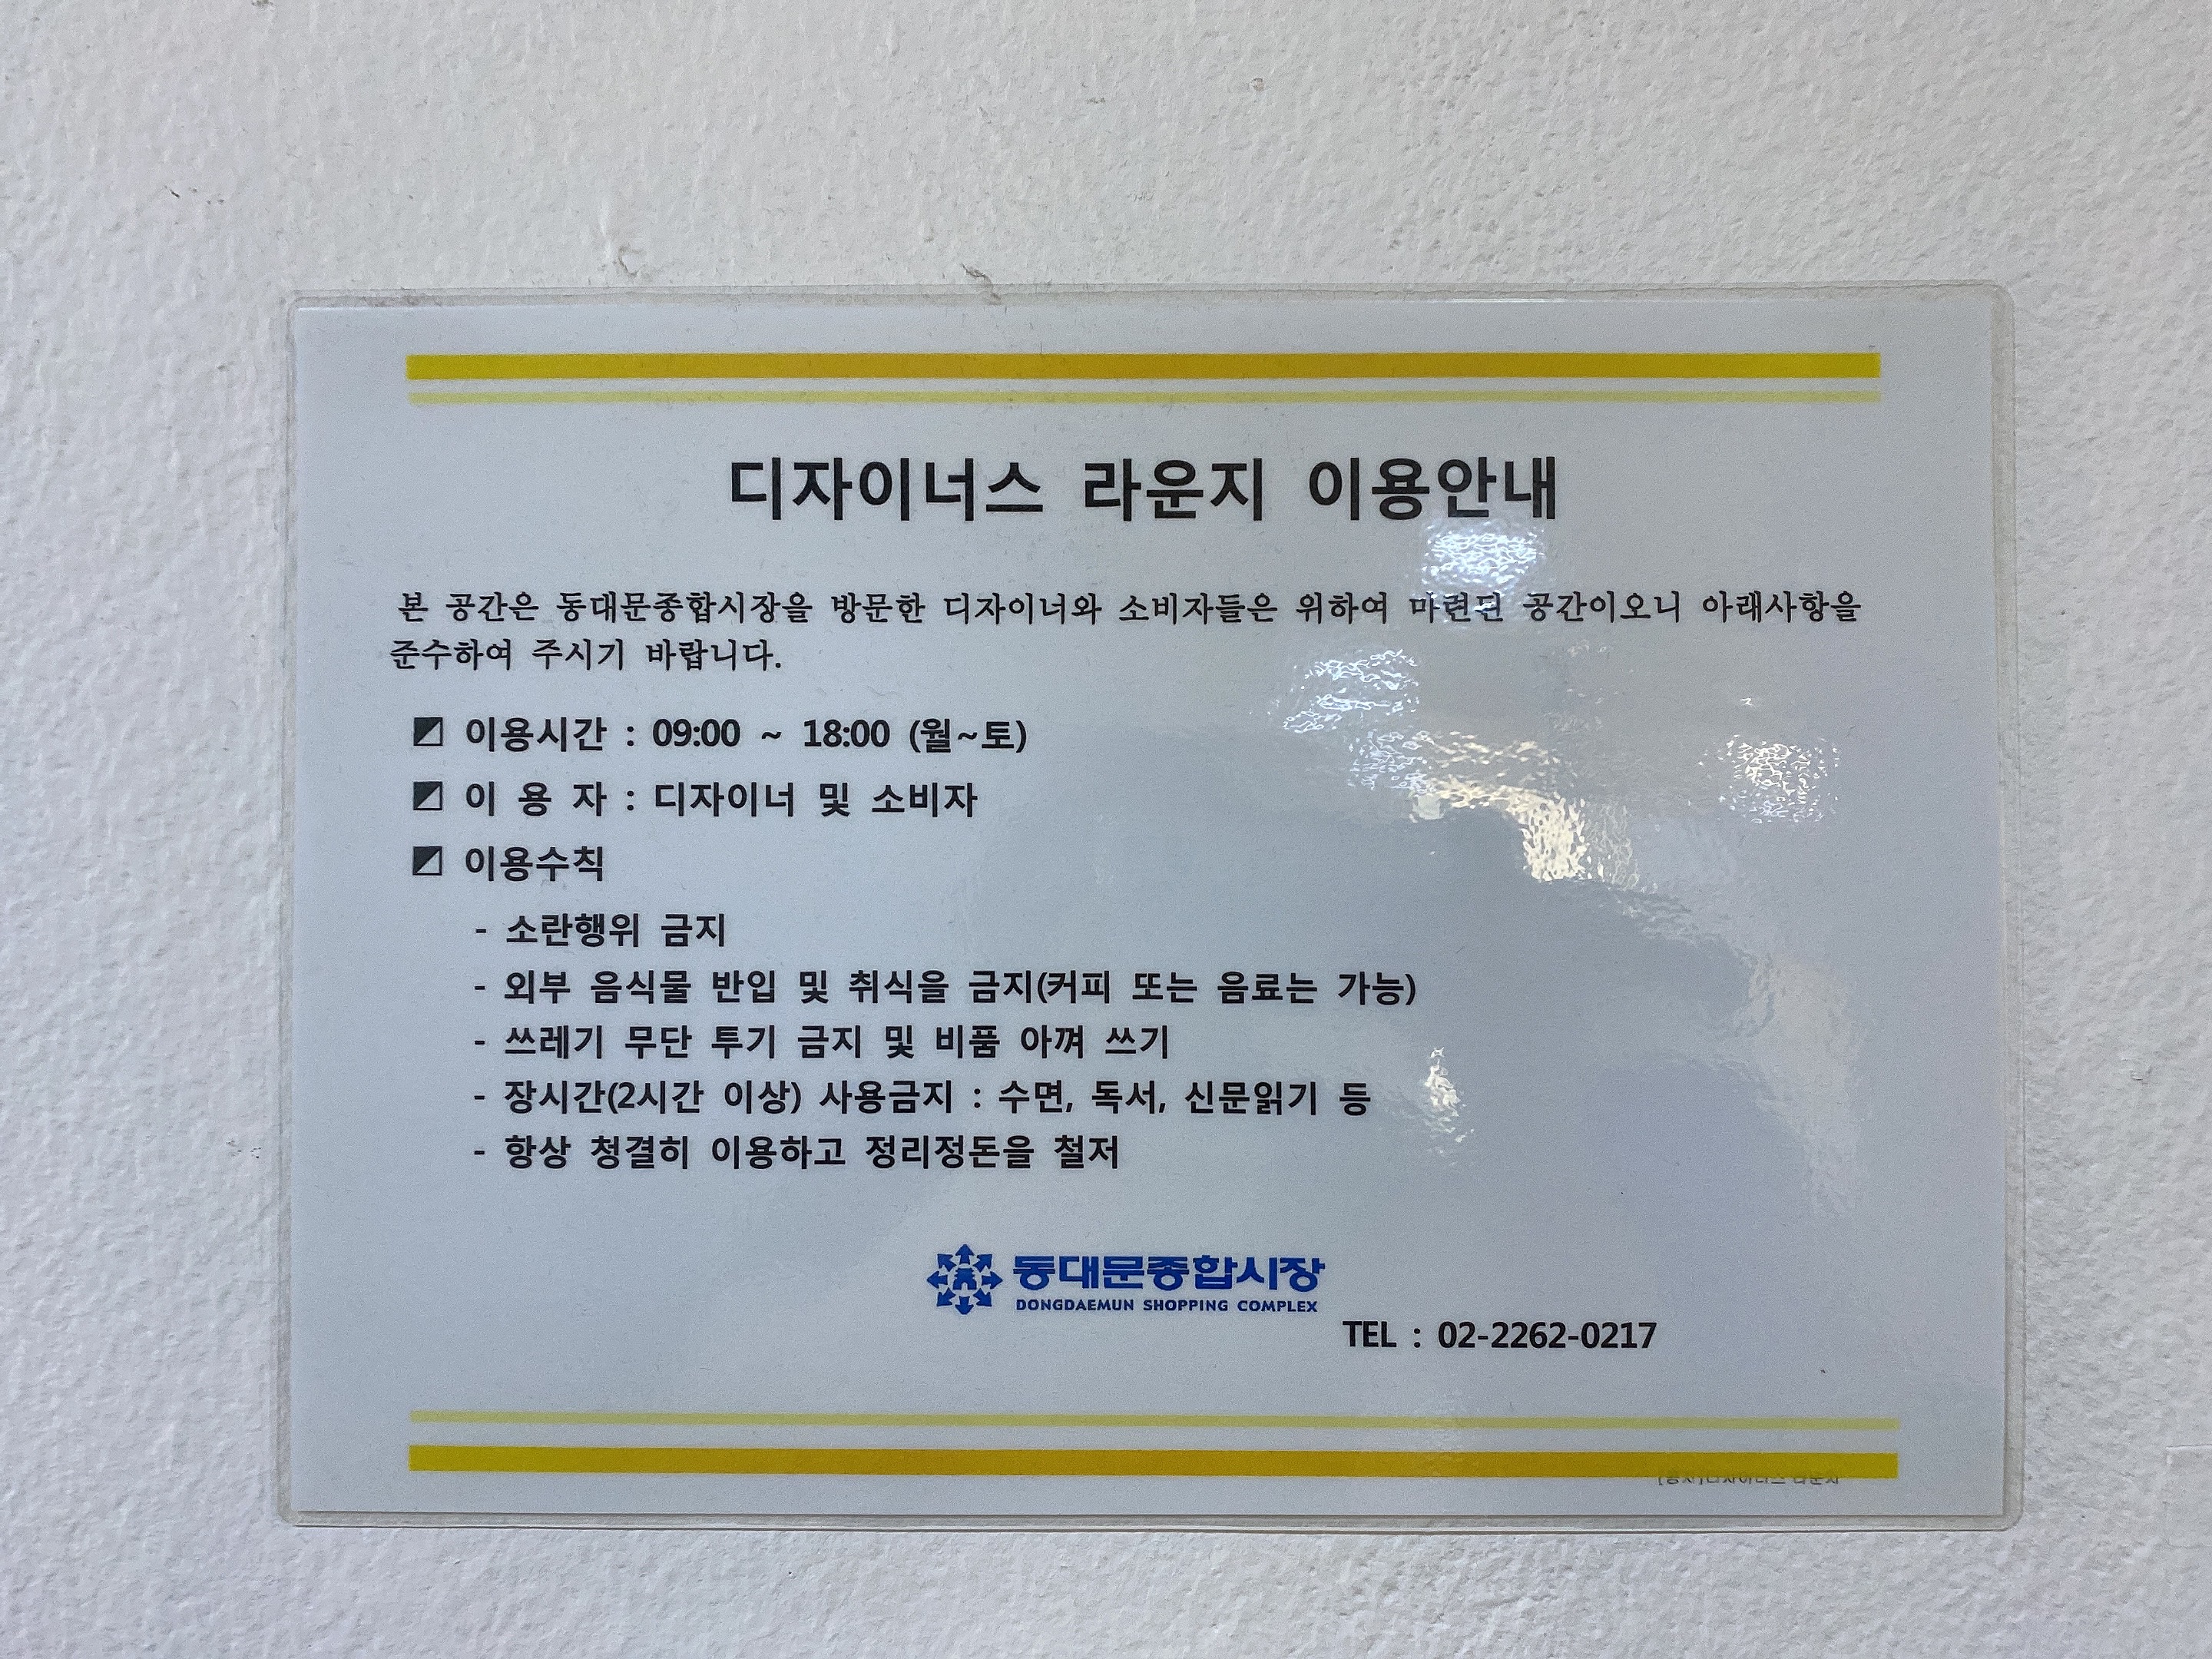 디자이너스 라운지 이용안내
본 공간은 동대문종합시장을 방문한 디자이너와 소비자들은 위하여 마련된 공간이오니 아래사항을
준수하여 주시기 바랍니다.
◪ 이용시간 : 09:00 ~ 18:00 (월~토)
◪ 이 용 자 : 디자이너 및 소비자
◪ 이용수칙
- 소란행위 금지
- 외부 음식물 반입 및 취식을 금지(커피 또는 음료는 가능)
- 쓰레기 무단 투기 금지 및 비품 아껴 쓰기
- 장시간(2시간 이상) 사용금지 : 수면, 독서, 신문읽기 등
- 항상 청결히 이용하고 정리정돈을 철저
동대문종합시장
DONGDAEMUN SHOPPING COMPLEX
TEL : 02-2262-0217